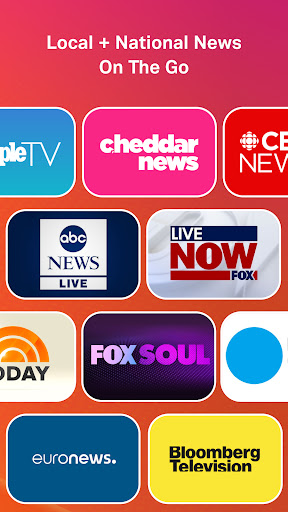 Local + National News
On The Go
pleTV
cheddar
news
CB
NEW
abc
NEWS
LIVE
LIVE
NOW
FOX
ODAY
FOX SOUL
euronews.
Bloomberg
Television